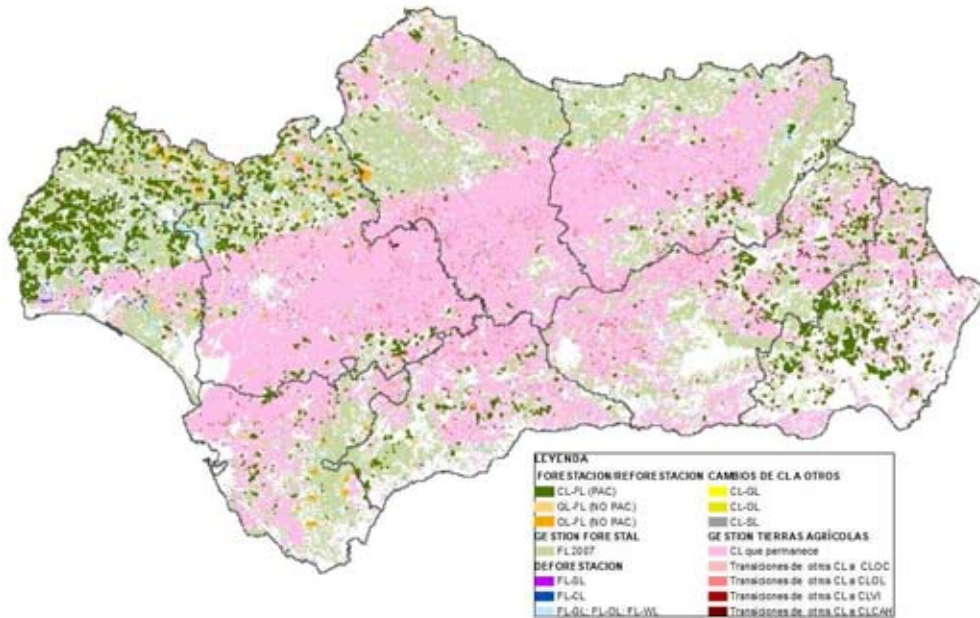 LEYENDA
FORESTACION/REFORESTACION
CL-FL (PAC)
GL-FL (NO PAC)
OL-FL (NO PAC)
GESTION FORESTAL
FL 2007
DEFORESTACION
FL-SL
FL-CL
FL-GL; FL-OL; FL-WL
CAMBIOS DE CL A OTROS
CL-GL
CL-OL
CL-SL
GESTION TIERRAS AGRÍCOLAS
CL que permanece
Transiciones de otros CL a CLOC
Transiciones de otros CL a CLOL
Transiciones de otros CL a CLVI
Transiciones de otros CL a